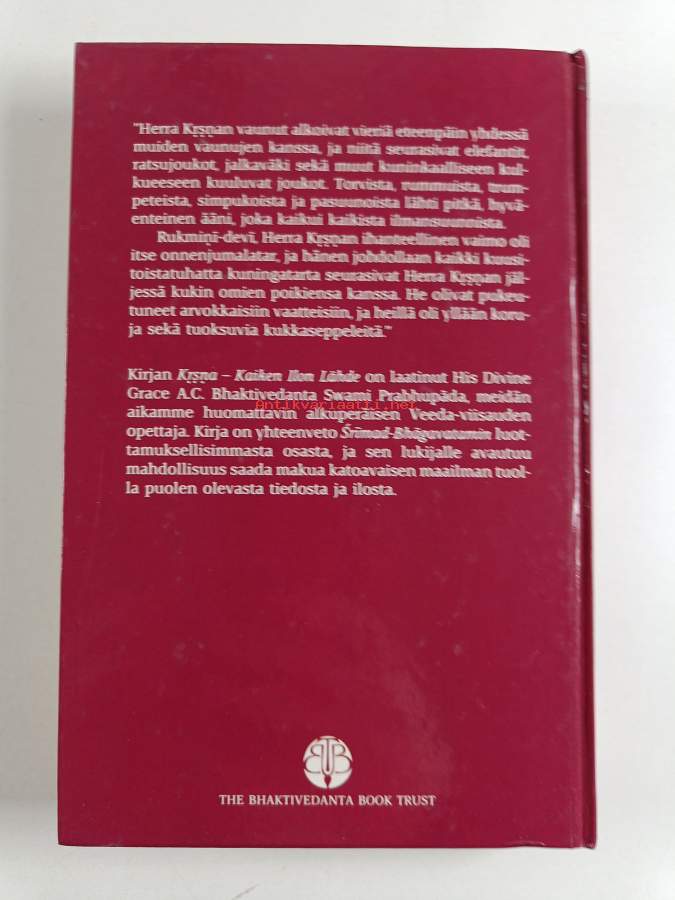 "Herra Kṛṣṇan vaunut alkoivat vieriä eteenpäin yhdessä
muiden vaunujen kanssa, ja niitä seurasivat elefantit,
ratsujoukot, jalkaväki sekä muut kuninkaalliseen kul-
kueeseen kuuluvat joukot. Torvista, rummuista, trum-
peteista, simpukoista ja pasuunoista lähti pitkä, hyvä-
enteinen ääni, joka kaikui kaikista ilmansuunnista.
Rukmiṇī-devī, Herra Kṛṣṇan ihanteellinen vaimo oli
itse onnenjumalatar, ja hänen johdollaan kaikki kuusi-
toistatuhatta kuningatarta seurasivat Herra Kṛṣṇan jäl-
jessä kukin omien poikiensa kanssa. He olivat pukeu-
tuneet arvokkaisiin vaatteisiin, ja heillä oli yllään koru-
ja sekä tuoksuvia kukkaseppeleitä."
Kirjan Kṛṣṇa – Kaiken Ilon Lähde on laatinut His Divine
Grace A.C. Bhaktivedanta Swami Prabhupāda, meidän
Antikvariaatti.net
aikamme huomattavin alkuperäisen Veeda-viisauden
opettaja. Kirja on yhteenveto Śrīmad-Bhāgavatamin luot-
tamuksellisimmasta osasta, ja sen lukijalle avautuu
mahdollisuus saada makua katoavaisen maailman tuol-
la puolen olevasta tiedosta ja ilosta.
BTB
THE BHAKTIVEDANTA BOOK TRUST